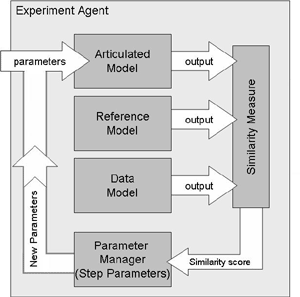 Experiment Agent
parameters
Articulated
Model
output
Reference
Model
output
Data
Model
output
Similarity Measure
New Parameters
Parameter
Manager
(Step Parameters)
Similarity score